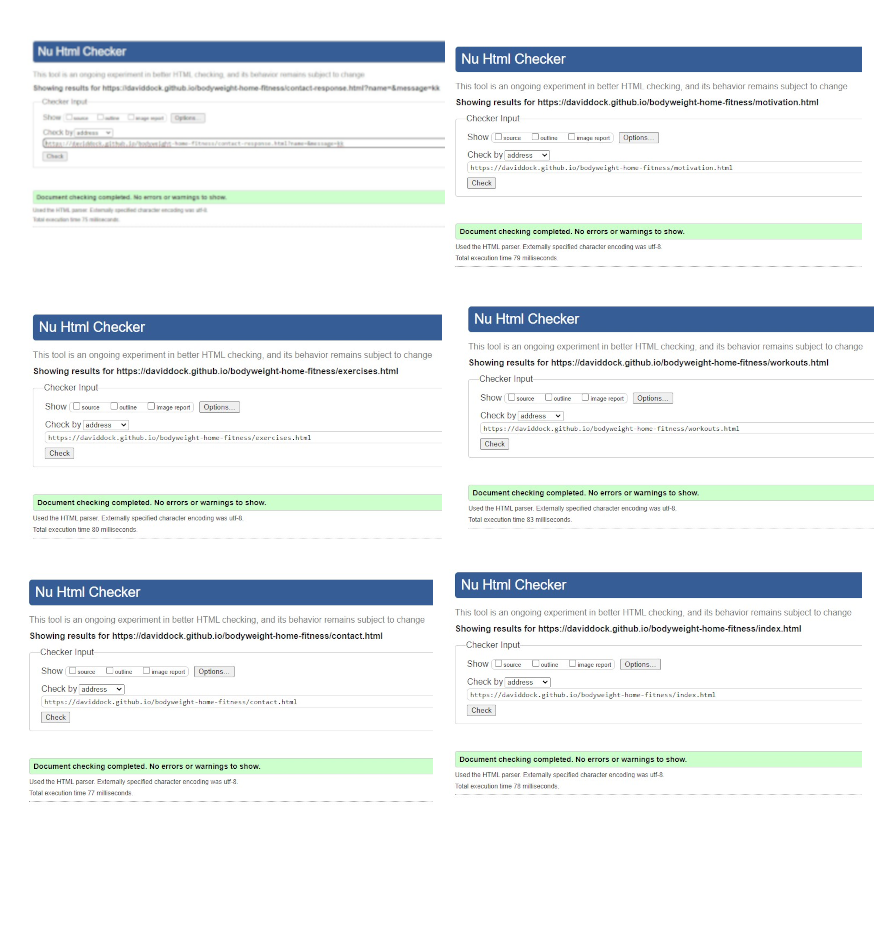 Nu Html Checker
This tool is an ongoing experiment in better HTML checking, and its behavior remains subject to change
Showing results for https://daviddock.github.io/bodyweight-home-fitness/contact-response.html?name=&message=kk
Checker Input
Show source outline image report Options...
Check by address
https://daviddock.github.io/bodyweight-home-fitness/contact-response.html?name=&message=kk
Check
Document checking completed. No errors or warnings to show.
Used the HTML parser. Externally specified character encoding was utf-8.
Total execution time 75 milliseconds.
Nu Html Checker
This tool is an ongoing experiment in better HTML checking, and its behavior remains subject to change
Showing results for https://daviddock.github.io/bodyweight-home-fitness/motivation.html
Checker Input
Show source outline image report Options...
Check by address
https://daviddock.github.io/bodyweight-home-fitness/motivation.html
Check
Document checking completed. No errors or warnings to show.
Used the HTML parser. Externally specified character encoding was utf-8.
Total execution time 79 milliseconds.
Nu Html Checker
This tool is an ongoing experiment in better HTML checking, and its behavior remains subject to change
Showing results for https://daviddock.github.io/bodyweight-home-fitness/exercises.html
Checker Input
Show source outline image report Options...
Check by address
https://daviddock.github.io/bodyweight-home-fitness/exercises.html
Check
Document checking completed. No errors or warnings to show.
Used the HTML parser. Externally specified character encoding was utf-8.
Total execution time 80 milliseconds.
Nu Html Checker
This tool is an ongoing experiment in better HTML checking, and its behavior remains subject to change
Showing results for https://daviddock.github.io/bodyweight-home-fitness/workouts.html
Checker Input
Show source outline image report Options...
Check by address
https://daviddock.github.io/bodyweight-home-fitness/workouts.html
Check
Document checking completed. No errors or warnings to show.
Used the HTML parser. Externally specified character encoding was utf-8.
Total execution time 83 milliseconds.
Nu Html Checker
This tool is an ongoing experiment in better HTML checking, and its behavior remains subject to change
Showing results for https://daviddock.github.io/bodyweight-home-fitness/contact.html
Checker Input
Show source outline image report Options...
Check by address
https://daviddock.github.io/bodyweight-home-fitness/contact.html
Check
Document checking completed. No errors or warnings to show.
Used the HTML parser. Externally specified character encoding was utf-8.
Total execution time 77 milliseconds.
Nu Html Checker
This tool is an ongoing experiment in better HTML checking, and its behavior remains subject to change
Showing results for https://daviddock.github.io/bodyweight-home-fitness/index.html
Checker Input
Show source outline image report Options...
Check by address
https://daviddock.github.io/bodyweight-home-fitness/index.html
Check
Document checking completed. No errors or warnings to show.
Used the HTML parser. Externally specified character encoding was utf-8.
Total execution time 78 milliseconds.